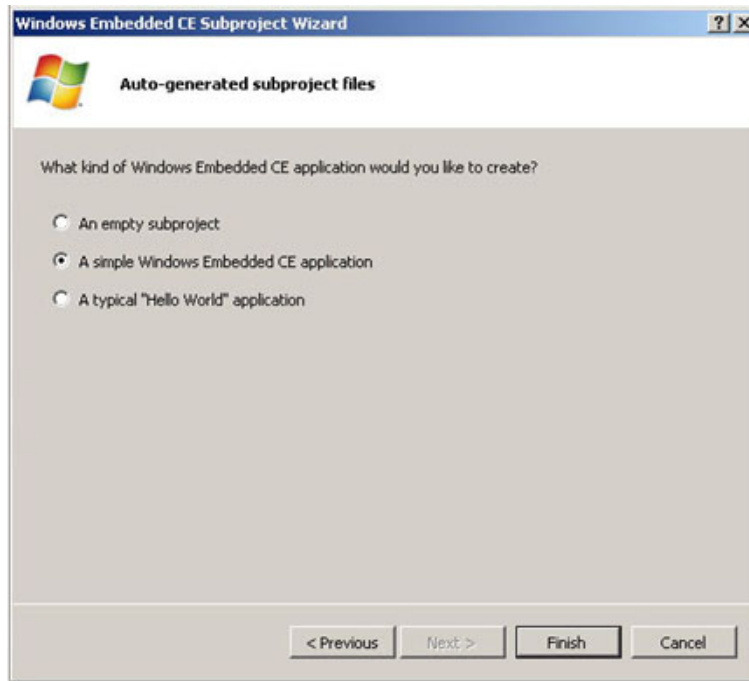 Windows Embedded CE Subproject Wizard
Auto-generated subproject files
What kind of Windows Embedded CE application would you like to create?
An empty subproject
A simple Windows Embedded CE application
A typical "Hello World" application
< Previous Next > Finish Cancel